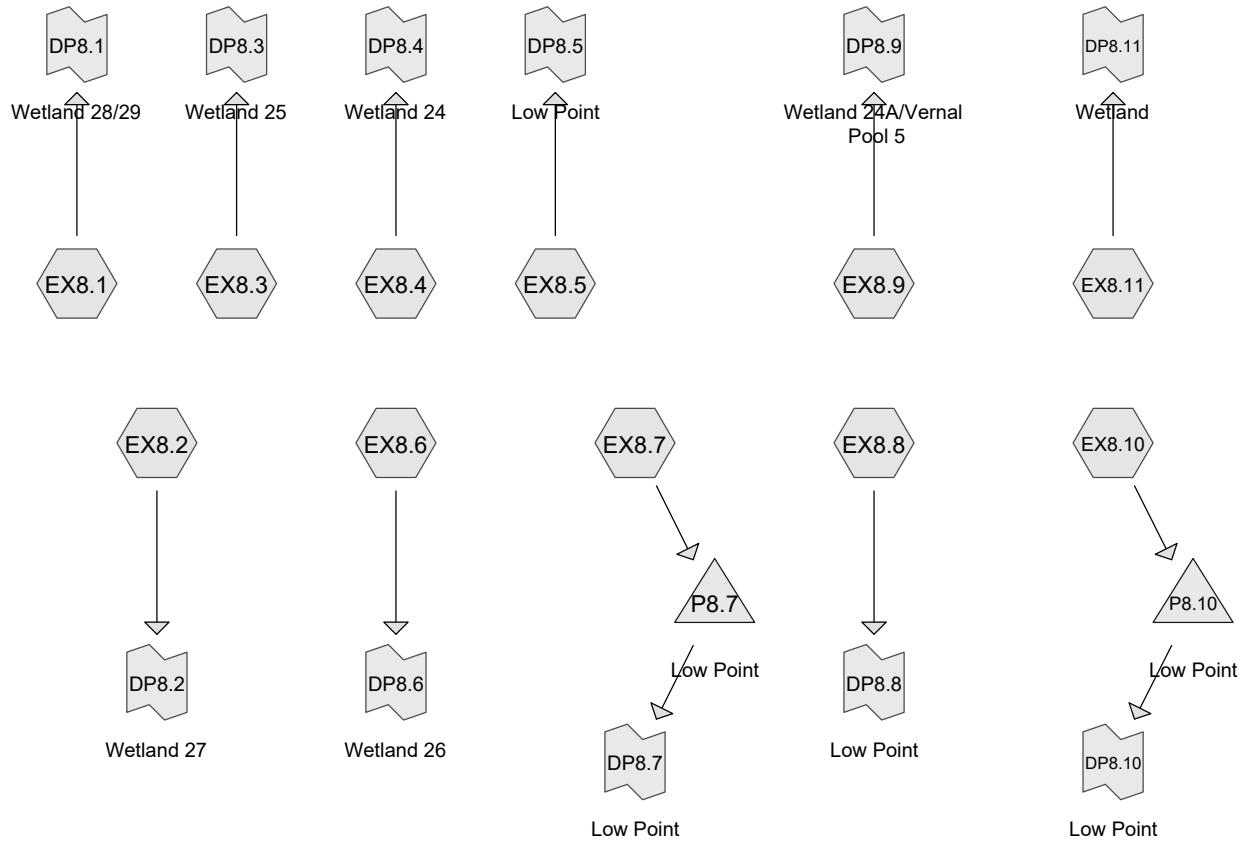 DP8.1
DP8.3
DP8.4
DP8.5
DP8.9
DP8.11
Wetland 28/29
Wetland 25
Wetland 24
Low Point
Wetland 24A/Vernal
Pool 5
Wetland
EX8.1
EX8.3
EX8.4
EX8.5
EX8.9
EX8.11
EX8.2
EX8.6
EX8.7
EX8.8
EX8.10
P8.7
P8.10
Low Point
Low Point
DP8.2
DP8.6
DP8.8
Wetland 27
Wetland 26
Low Point
DP8.7
DP8.10
Low Point
Low Point